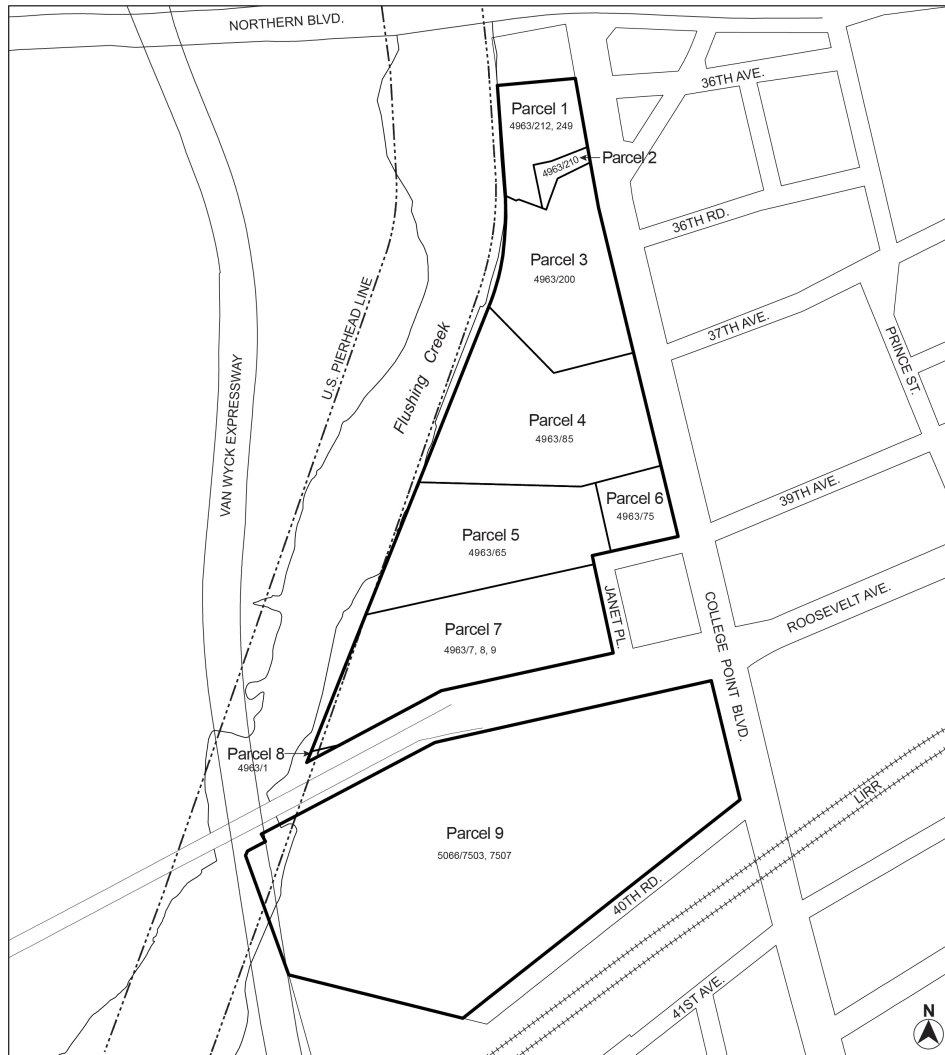 NORTHERN BLVD.
36TH AVE.
Parcel 1
4963/212, 249
4963/210
Parcel 2
36TH RD.
Parcel 3
4963/200
U.S. PIERHEAD LINE
37TH AVE.
PRINCE ST.
Flushing Creek
VAN WYCK EXPRESSWAY
Parcel 4
4963/85
39TH AVE.
Parcel 6
4963/75
Parcel 5
4963/65
JANET PL.
COLLEGE POINT BLVD.
ROOSEVELT AVE.
Parcel 7
4963/7, 8, 9
Parcel 8
4963/1
LIRR
Parcel 9
5066/7503, 7507
40TH RD.
41ST AVE.
N